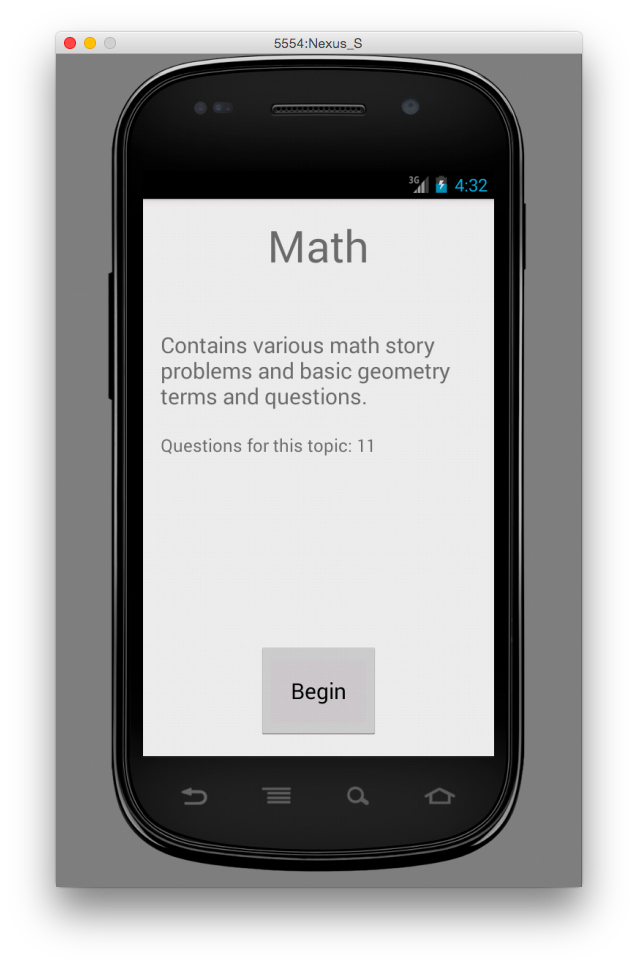 5554:Nexus_S
3G 4:32
Math
Contains various math story
problems and basic geometry
terms and questions.
Questions for this topic: 11
Begin